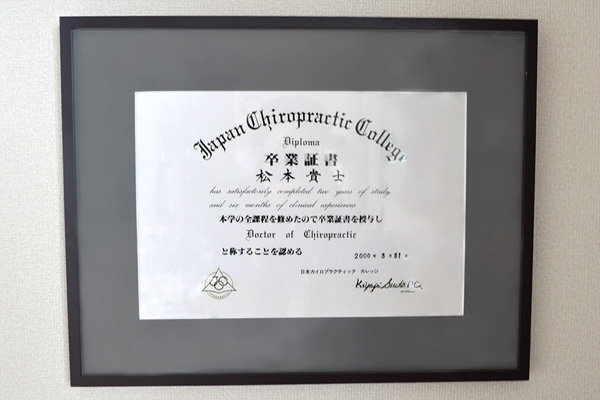 Japan Chiropractic College
Diploma
卒業証書
松本貴士
has satisfactorily completed two years of study
and six months of clinical experiences
本学の全課程を修めたので卒業証書を授与し
Doctor of Chiropractic
と称することを認める
2000年3月31日
日本カイロプラクティック カレッジ